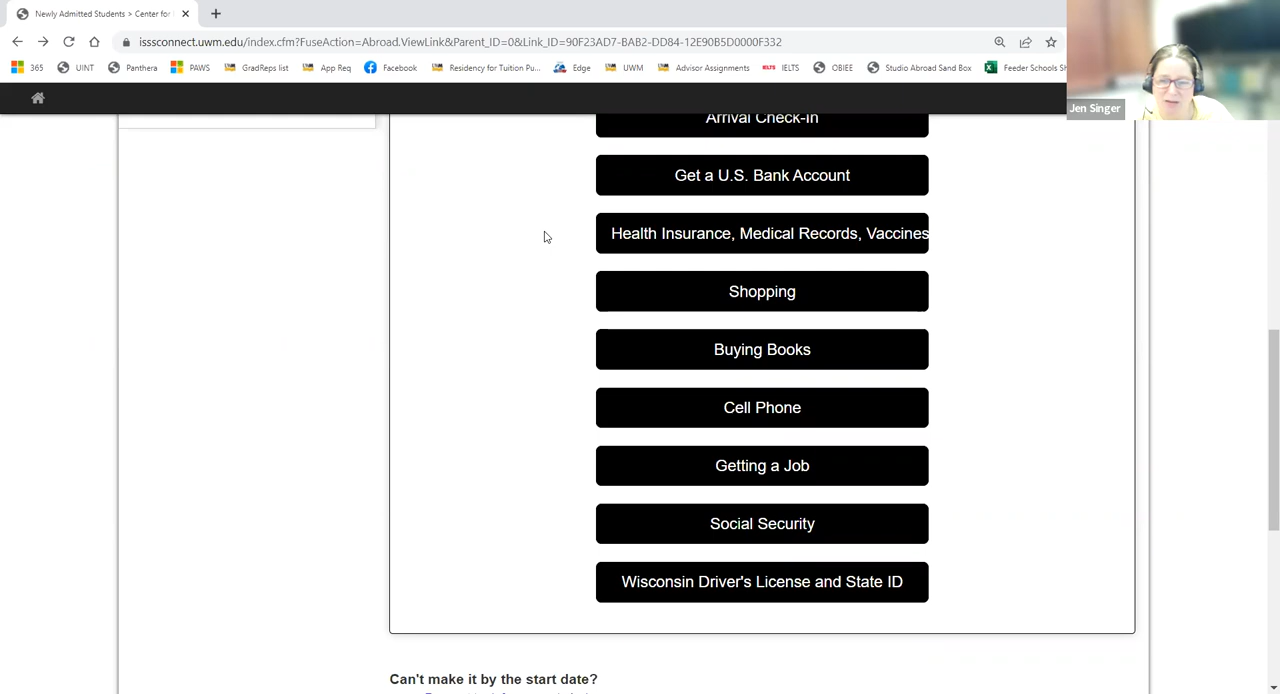 Newly Admitted Students > Center for
isssconnect.uwm.edu/index.cfm?FuseAction=Abroad.ViewLink&Parent_ID=0&Link_ID=90F23AD7-BAB2-DD84-12E90B5D0000F332
365 UINT Panthera PAWS GradReps list App Req Facebook Residency for Tuition Pu... Edge UWM Advisor Assignments IELTS IELTS OBIEE Studio Abroad Sand Box Feeder Schools Sh
Jen Singer
Arrival Check-In
Get a U.S. Bank Account
Health Insurance, Medical Records, Vaccines
Shopping
Buying Books
Cell Phone
Getting a Job
Social Security
Wisconsin Driver's License and State ID
Can't make it by the start date?